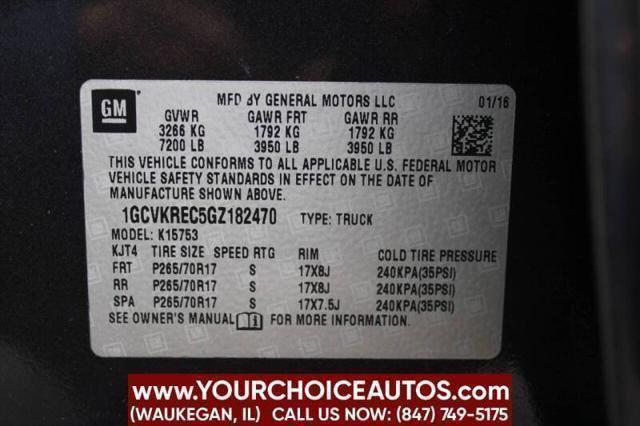 GM
MFD BY GENERAL MOTORS LLC 01/16
GVWR GAWR FRT GAWR RR
3266 KG 1792 KG 1792 KG
7200 LB 3950 LB 3950 LB
THIS VEHICLE CONFORMS TO ALL APPLICABLE U.S. FEDERAL MOTOR
VEHICLE SAFETY STANDARDS IN EFFECT ON THE DATE OF
MANUFACTURE SHOWN ABOVE.
1GCVKREC5GZ182470 TYPE: TRUCK
MODEL: K15753
KJT4 TIRE SIZE SPEED RTG RIM COLD TIRE PRESSURE
FRT P265/70R17 S 17X8J 240KPA(35PSI)
RR P265/70R17 S 17X8J 240KPA(35PSI)
SPA P265/70R17 S 17X7.5J 240KPA(35PSI)
SEE OWNER'S MANUAL FOR MORE INFORMATION.
WWW.YOURCHOICEAUTOS.COM
(WAUKEGAN, IL) CALL US NOW: (847) 749-5175